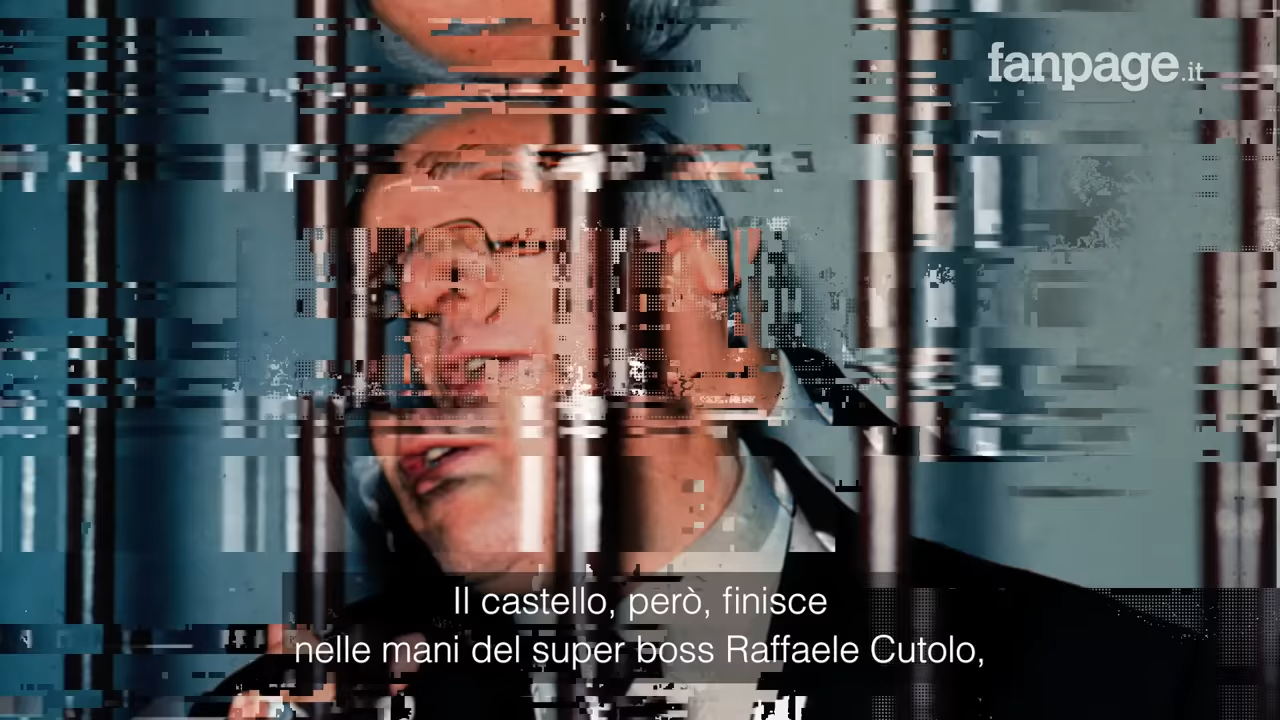 fanpage.it
Il castello, però, finisce
nelle mani del super boss Raffaele Cutolo,